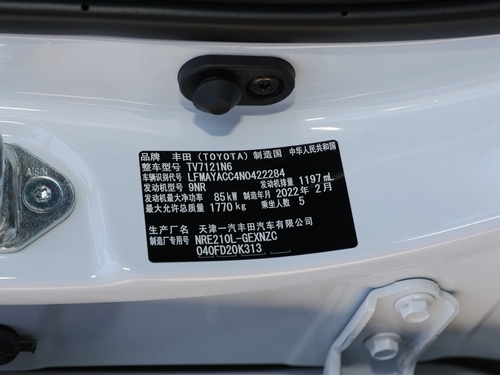 品牌 丰田(TOYOTA) 制造国 中华人民共和国
整车型号 TV7121N6
车辆识别代号 LFMAYACC4N0422284
发动机型号 9NR 发动机排量 1197 mL
发动机最大净功率 85 kW 制造年月 2022 年 2 月
最大允许总质量 1770 kg 乘坐人数 5
制造厂名 天津一汽丰田汽车有限公司
制造厂专用号 NRE210L-GEXNZC
040FD20K313